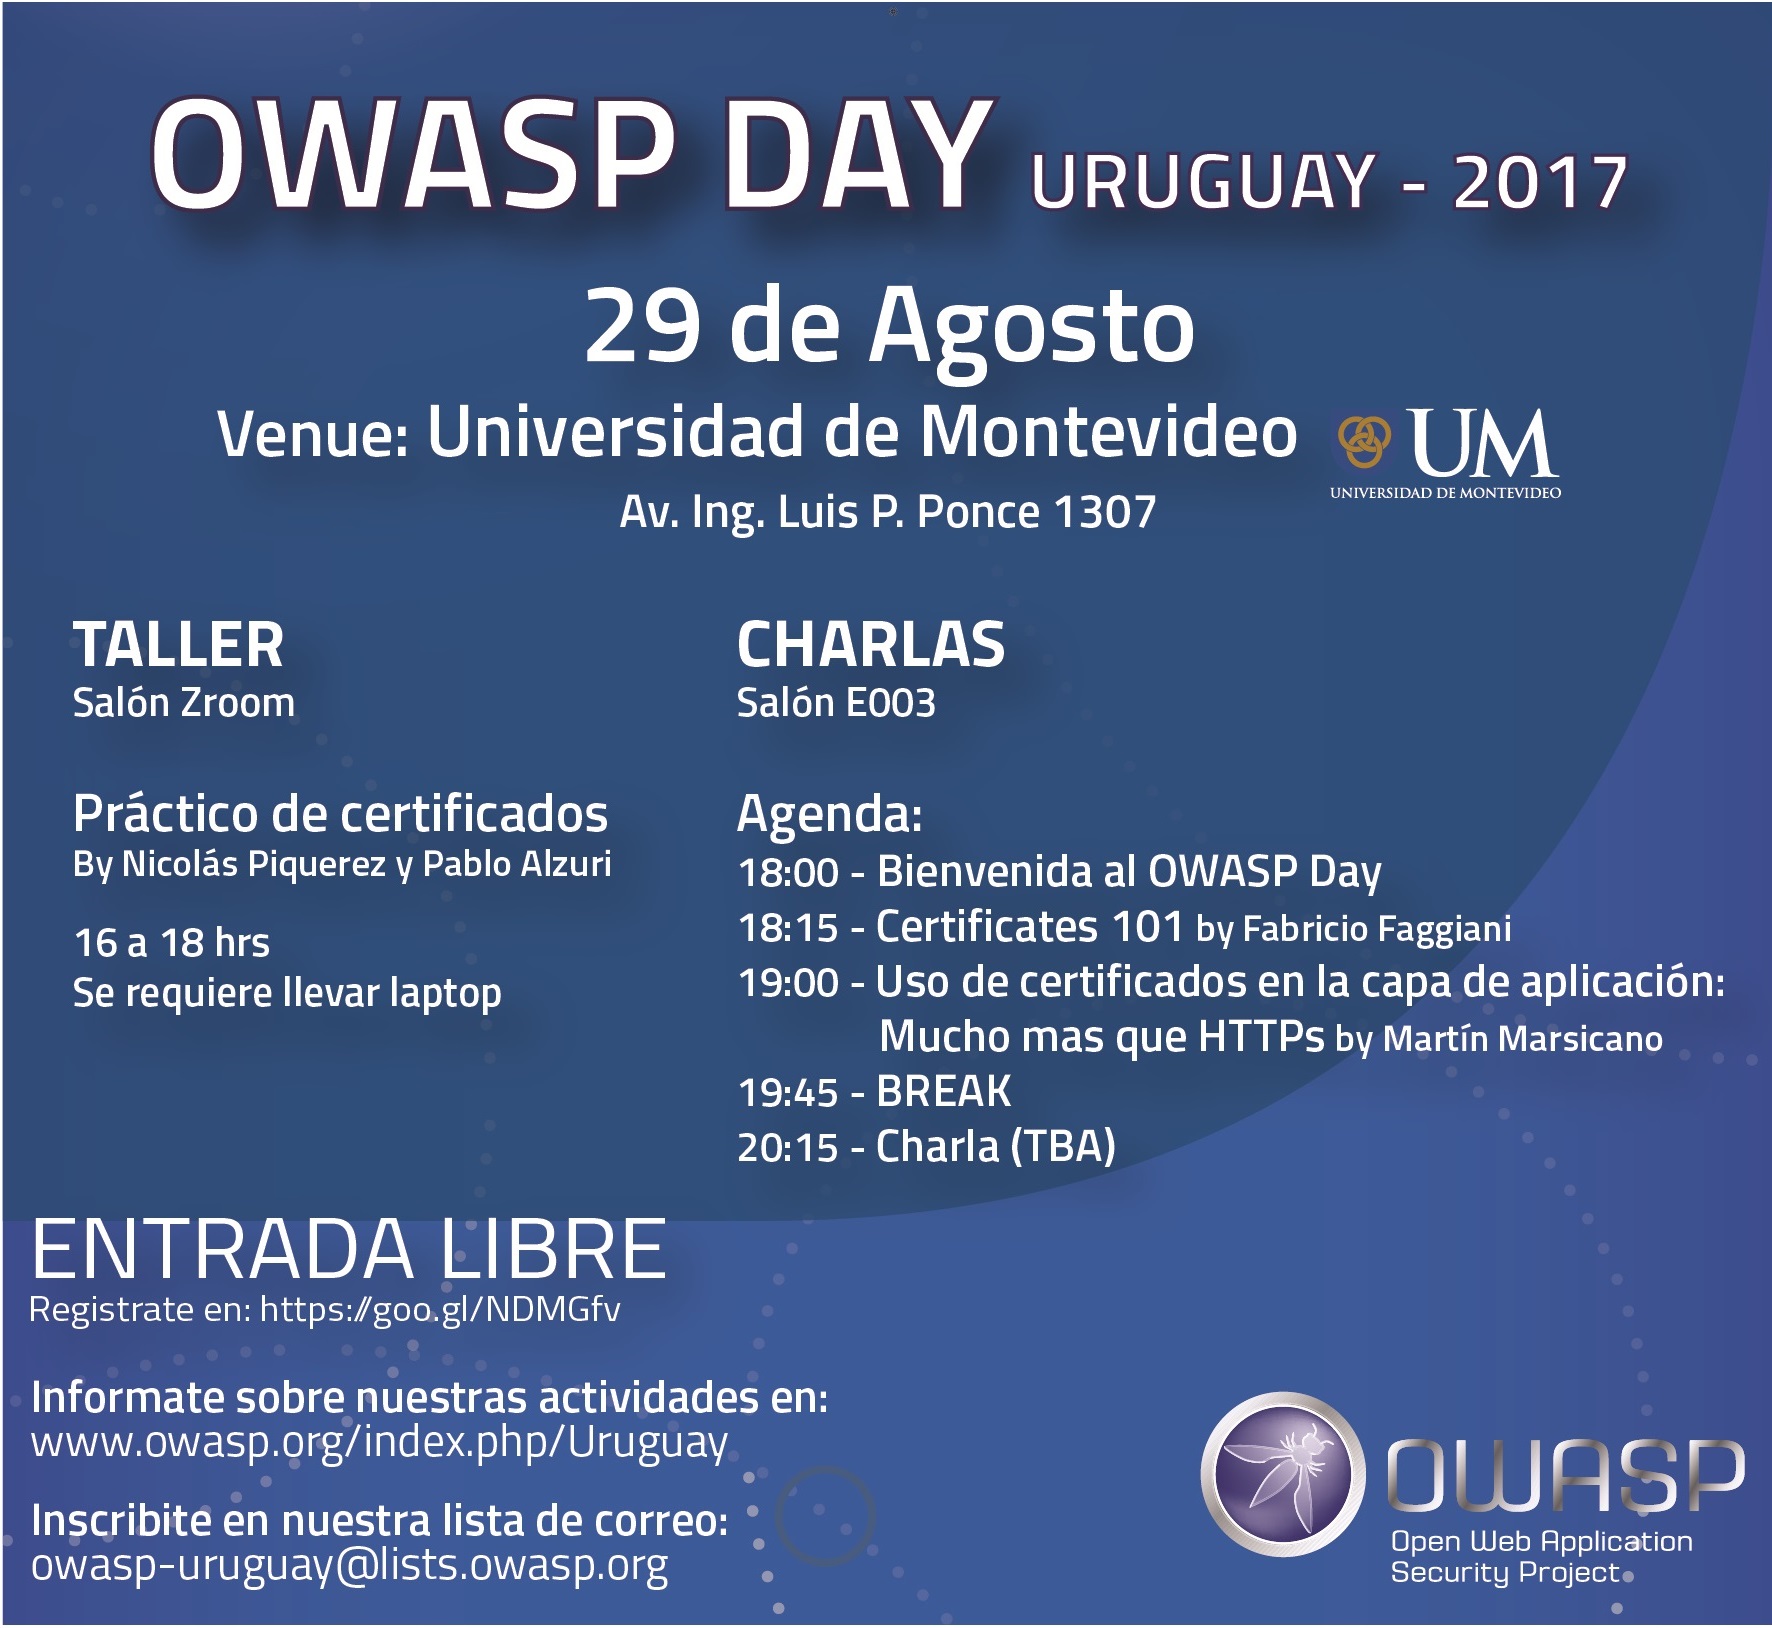 OWASP DAY URUGUAY - 2017
29 de Agosto
Venue: Universidad de Montevideo
UM
UNIVERSIDAD DE MONTEVIDEO
Av. Ing. Luis P. Ponce 1307
TALLER
Salón Zroom
Práctico de certificados
By Nicolás Piquerez y Pablo Alzuri
16 a 18 hrs
Se requiere llevar laptop
CHARLAS
Salón E003
Agenda:
18:00 - Bienvenida al OWASP Day
18:15 - Certificates 101 by Fabricio Faggiani
19:00 - Uso de certificados en la capa de aplicación:
Mucho mas que HTTPs by Martín Marsicano
19:45 - BREAK
20:15 - Charla (TBA)
ENTRADA LIBRE
Registrate en: https://goo.gl/NDMGfv
Informate sobre nuestras actividades en:
www.owasp.org/index.php/Uruguay
Inscribite en nuestra lista de correo:
owasp-uruguay@lists.owasp.org
OWASP
Open Web Application
Security Project